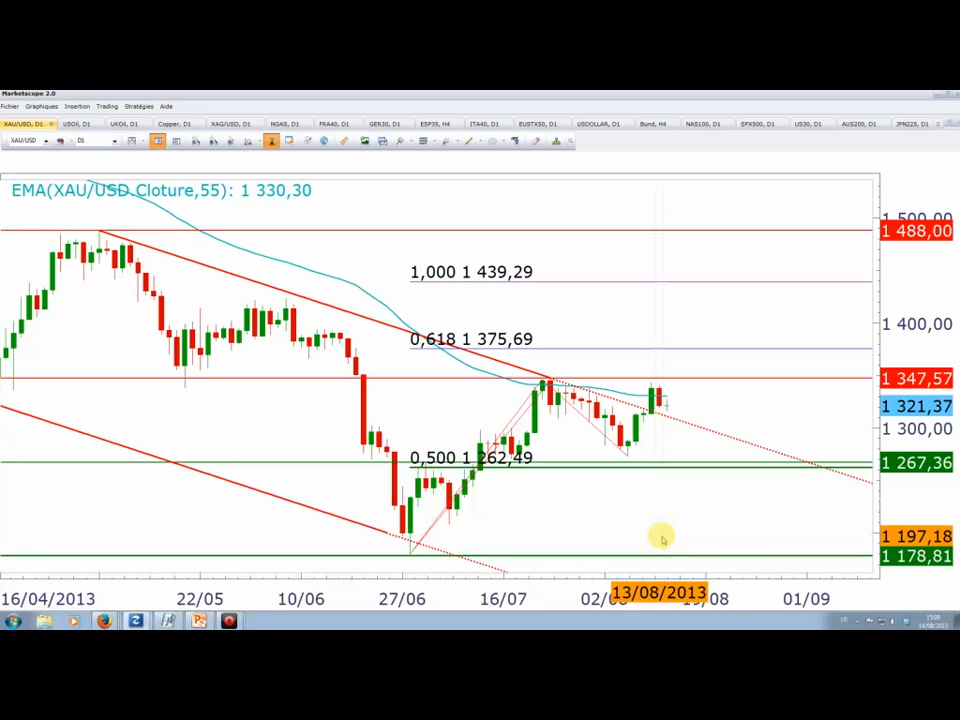 Marketscope 2.0
Fichier Graphiques Insertion Trading Stratégies Aide
XAU/USD, D1 USOil, D1 UKOil, D1 Copper, D1 XAG/USD, D1 NGAS, D1 FRA40, D1 GER30, D1 ESP35, H4 ITA40, D1 EUSTX50, D1 USDOLLAR, D1 Bund, H4 NAS100, D1 SPX500, D1 US30, D1 AUS200, D1 JPN225, D1
XAU/USD D1
EMA(XAU/USD.Cloture,55): 1 330,30
1 500,00
1 488,00
1,000 1 439,29
1 400,00
0,618 1 375,69
1 347,57
1 321,37
1 300,00
0,500 1 262,49
1 267,36
1 197,18
1 178,81
16/04/2013 22/05 10/06 27/06 16/07 02/08 13/08/2013 19/08 01/09
FR 15:00
14/08/2013